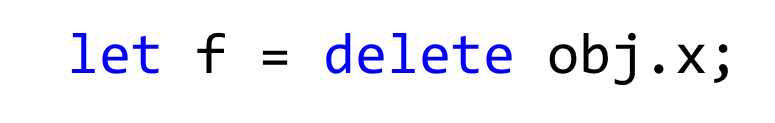 let f = delete obj.x;